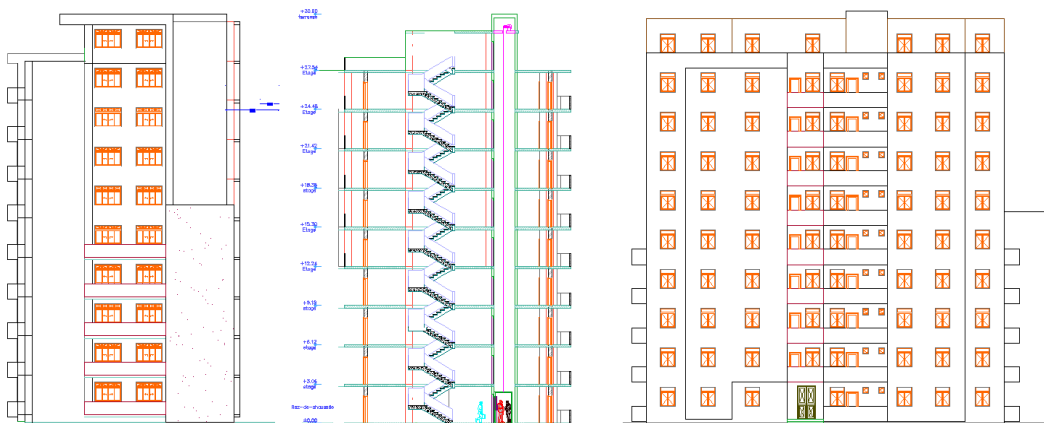 +30.60
terrasse
+27.54
Etage
+24.48
Etage
+21.42
Etage
+18.36
etage
+15.30
Etage
+12.24
Etage
+9.18
etage
+6.12
etage
+3.06
etage
Rez-de-chaussée
±0.00